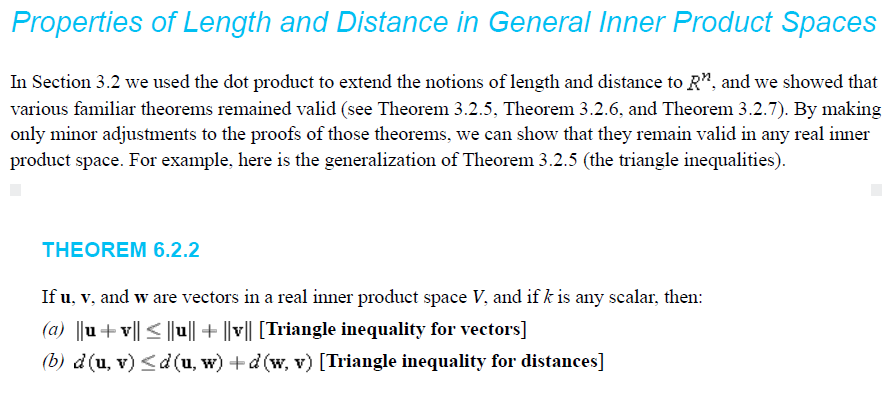 Properties of Length and Distance in General Inner Product Spaces
In Section 3.2 we used the dot product to extend the notions of length and distance to Rⁿ, and we showed that
various familiar theorems remained valid (see Theorem 3.2.5, Theorem 3.2.6, and Theorem 3.2.7). By making
only minor adjustments to the proofs of those theorems, we can show that they remain valid in any real inner
product space. For example, here is the generalization of Theorem 3.2.5 (the triangle inequalities).
THEOREM 6.2.2
If u, v, and w are vectors in a real inner product space V, and if k is any scalar, then:
(a) ||u + v|| ≤ ||u|| + ||v|| [Triangle inequality for vectors]
(b) d(u, v) ≤ d(u, w) + d(w, v) [Triangle inequality for distances]